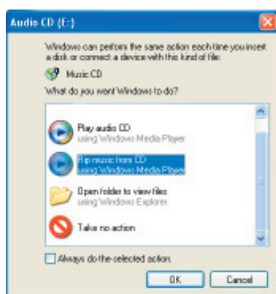 Audio CD (E:)
Windows can perform the same action each time you insert
a disk or connect a device with this kind of file:
Music CD
What do you want Windows to do?
Play audio CD
using Windows Media Player
Rip music from CD
using Windows Media Player
Open folder to view files
using Windows Explorer
Take no action
Always do the selected action.
OK
Cancel